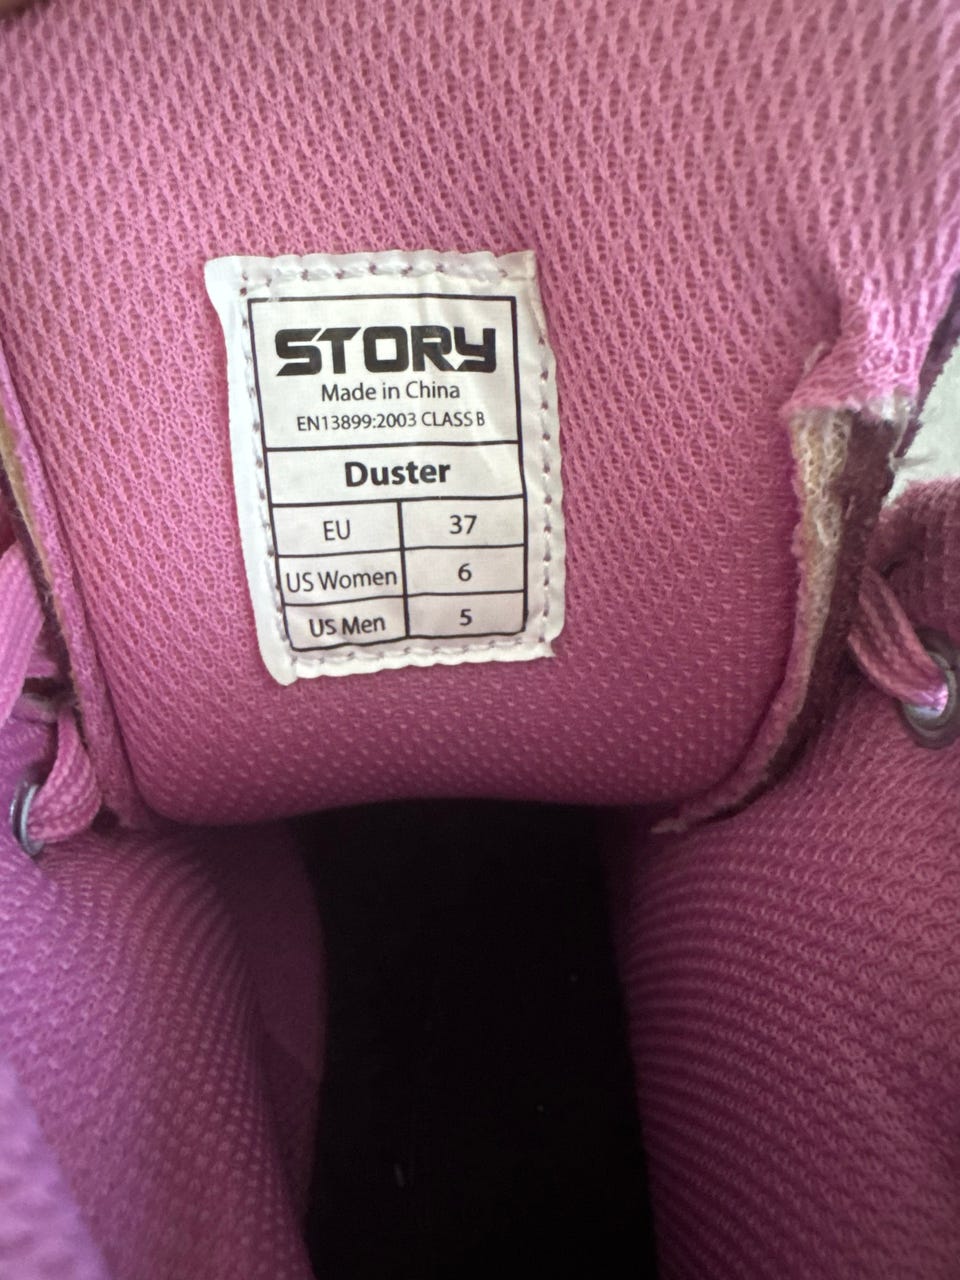 STORY
Made in China
EN13899:2003 CLASS B
Duster
EU 37
US Women 6
US Men 5